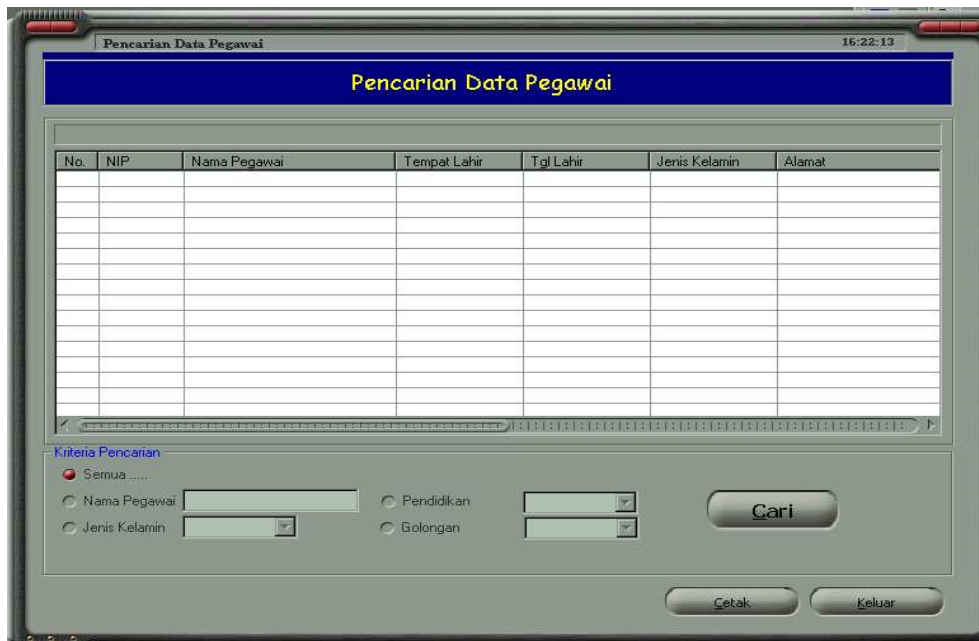 Pencarian Data Pegawai 16:22:13
Pencarian Data Pegawai
No. NIP Nama Pegawai Tempat Lahir Tgl Lahir Jenis Kelamin Alamat
Kriteria Pencarian
Semua .....
Nama Pegawai Pendidikan
Cari
Jenis Kelamin Golongan
Cetak Keluar